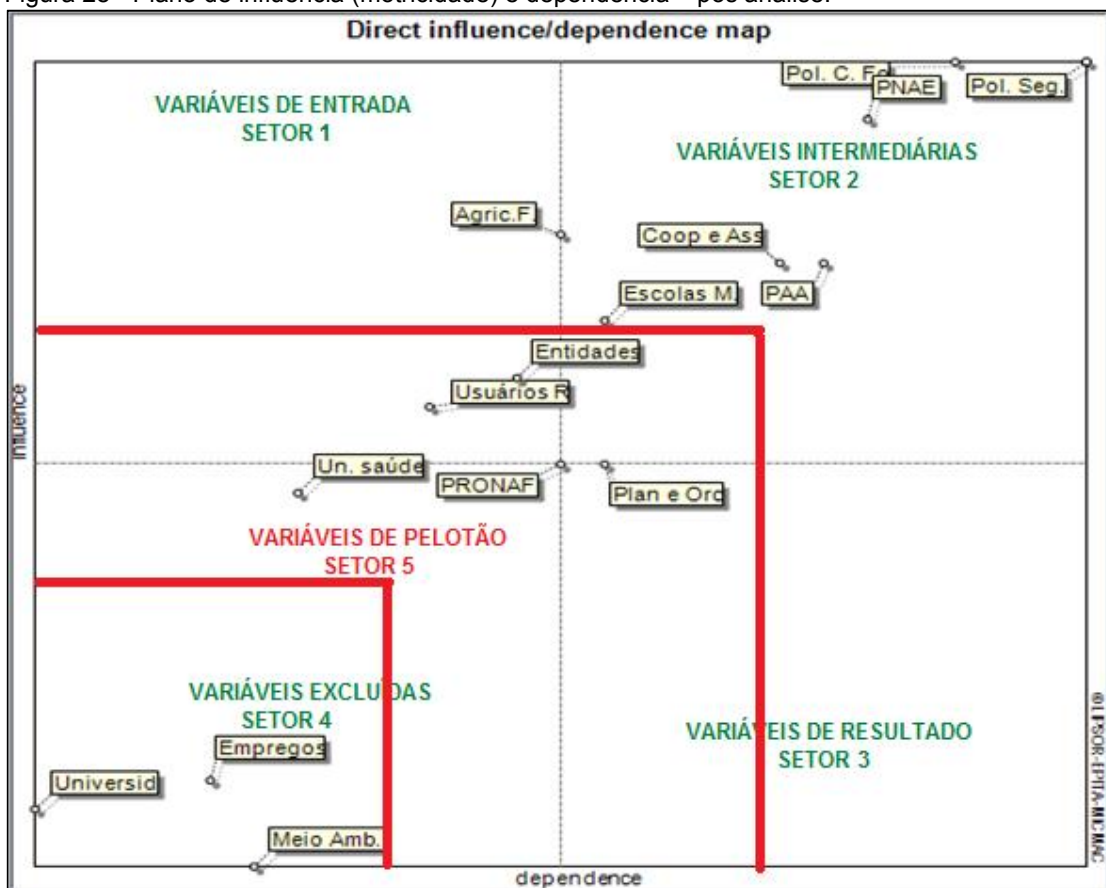 Direct influence/dependence map
Pol. C. Fo
PNAE
Pol. Seg.
VARIÁVEIS DE ENTRADA
SETOR 1
VARIÁVEIS INTERMEDIÁRIAS
SETOR 2
Agric.F.
Coop e Ass
Escolas M.
PAA
Entidades
Usuários R
influence
Un. saúde
PRONAF
Plan e Orc
VARIÁVEIS DE PELOTÃO
SETOR 5
VARIÁVEIS EXCLUÍDAS
SETOR 4
VARIÁVEIS DE RESULTADO
SETOR 3
Empregos
Universid
Meio Amb.
dependence
©LIPSOR-EPITA-MICMAC